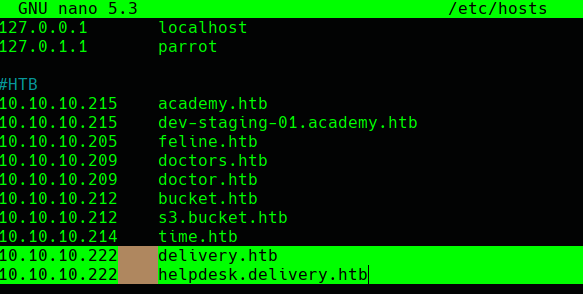 GNU nano 5.3 /etc/hosts
127.0.0.1 localhost
127.0.1.1 parrot
#HTB
10.10.10.215 academy.htb
10.10.10.215 dev-staging-01.academy.htb
10.10.10.205 feline.htb
10.10.10.209 doctors.htb
10.10.10.209 doctor.htb
10.10.10.212 bucket.htb
10.10.10.212 s3.bucket.htb
10.10.10.214 time.htb
10.10.10.222 delivery.htb
10.10.10.222 helpdesk.delivery.htb